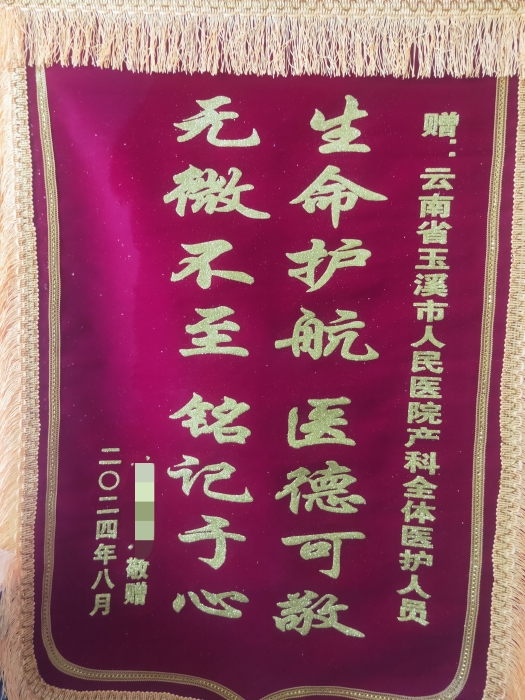 赠：云南省玉溪市人民医院产科全体医护人员
生命护航 医德可敬
无微不至 铭记于心
敬赠
二〇二四年八月